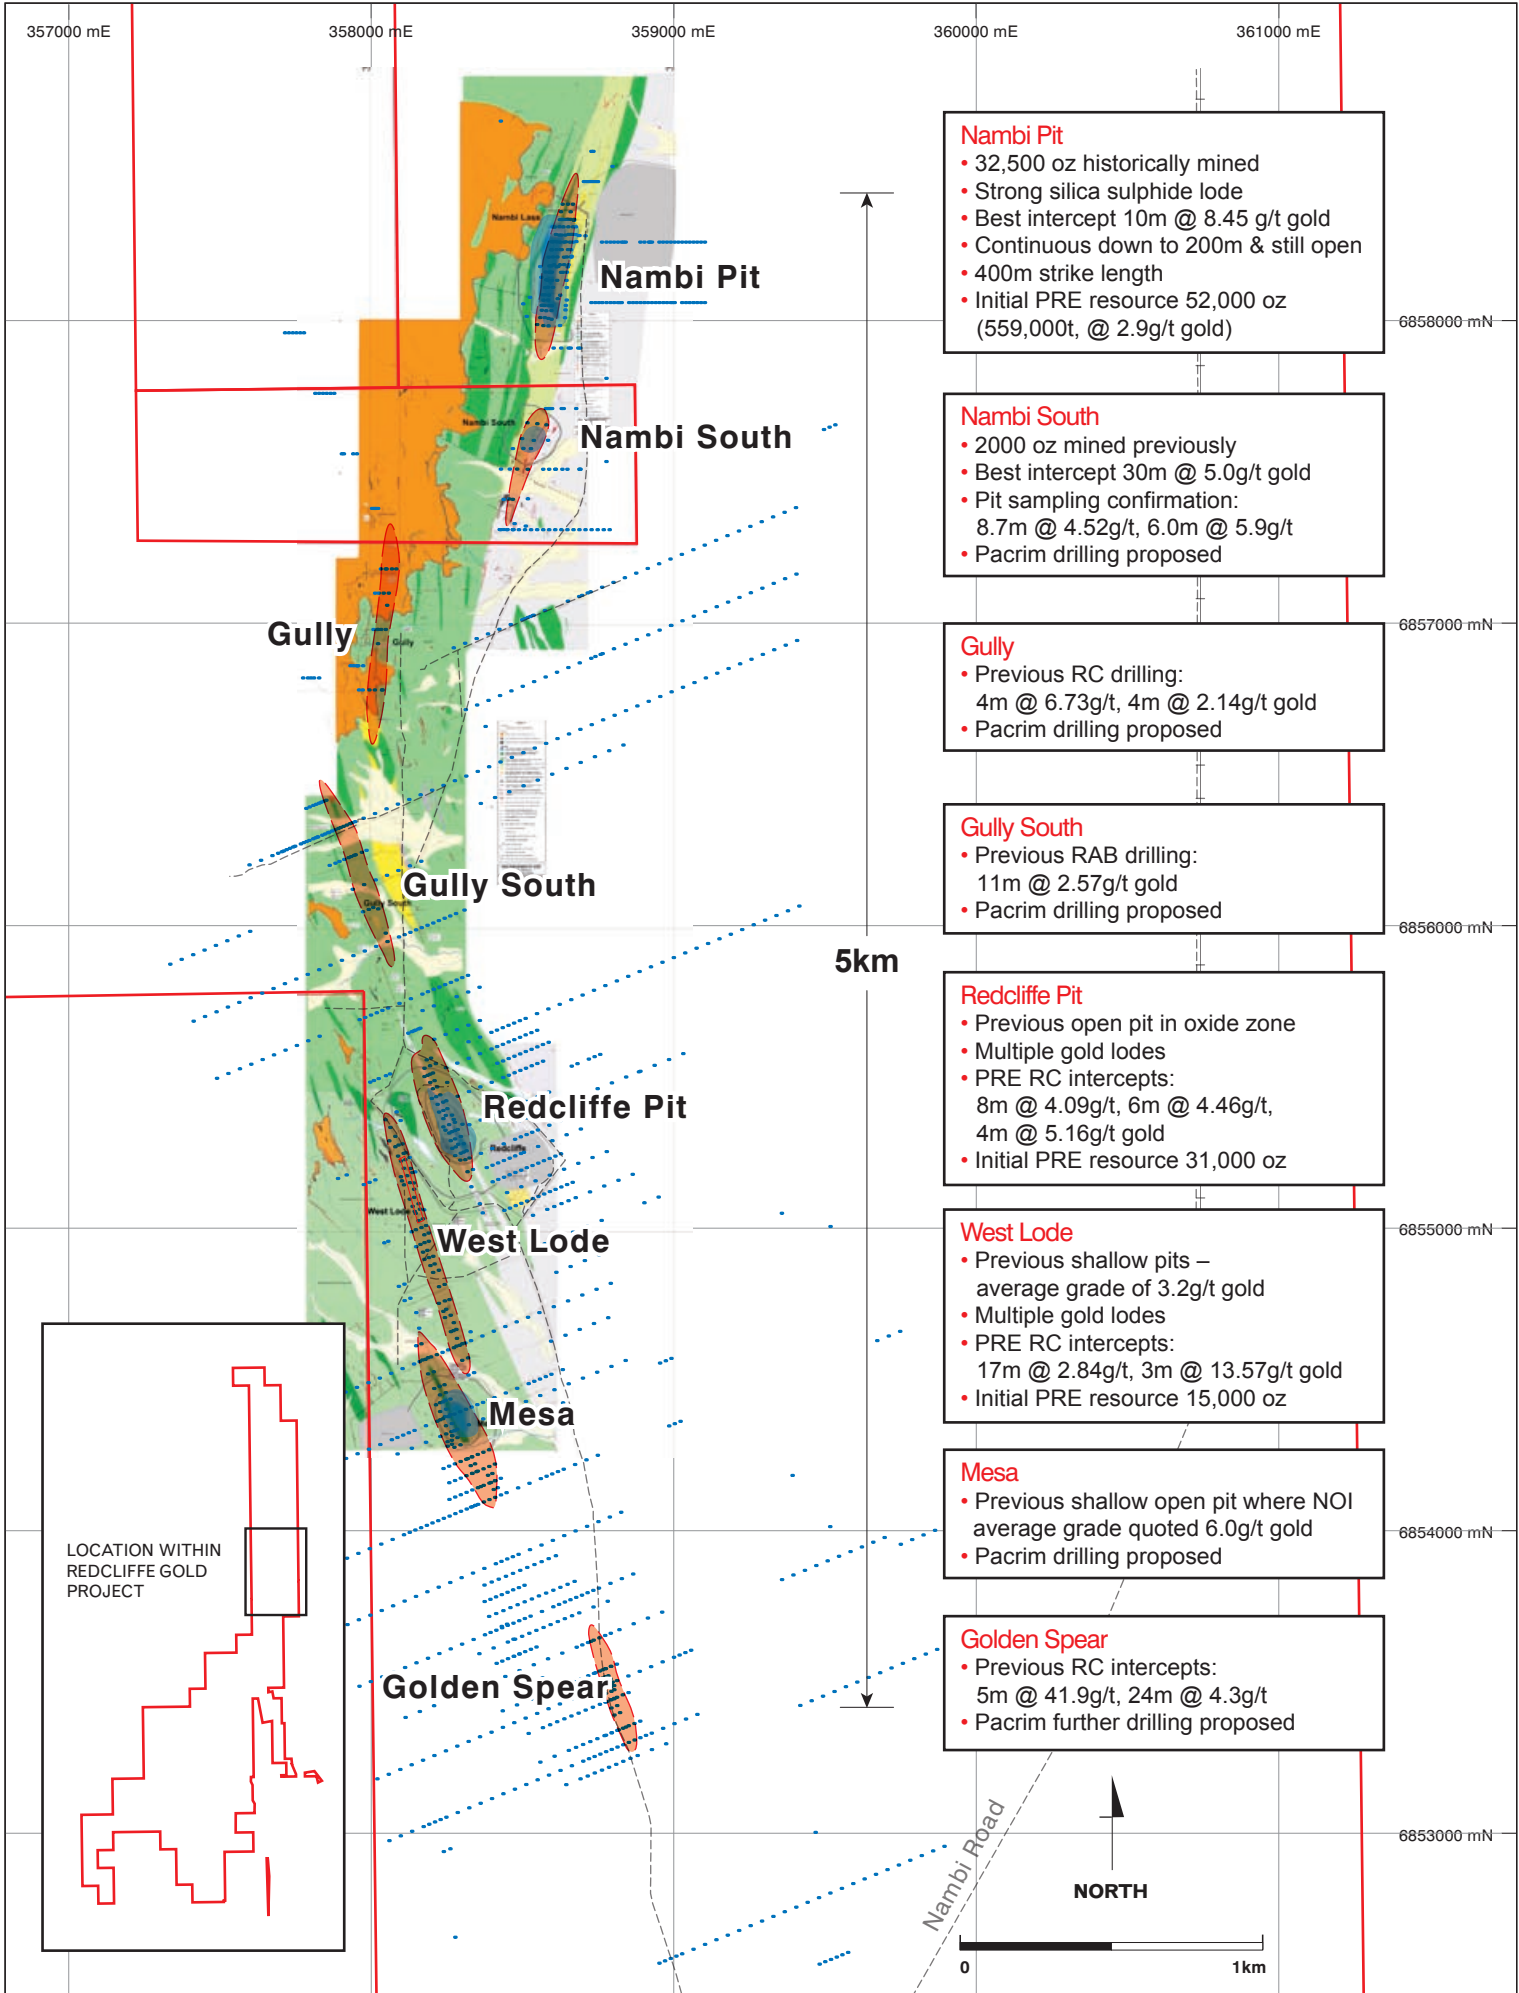 357000 mE
358000 mE
359000 mE
360000 mE
361000 mE
Nambi Pit
• 32,500 oz historically mined
• Strong silica sulphide lode
• Best intercept 10m @ 8.45 g/t gold
• Continuous down to 200m & still open
• 400m strike length
• Initial PRE resource 52,000 oz
(559,000t, @ 2.9g/t gold)
Nambi Lass
Nambi Pit
6858000 mN
Nambi South
• 2000 oz mined previously
• Best intercept 30m @ 5.0g/t gold
• Pit sampling confirmation:
8.7m @ 4.52g/t, 6.0m @ 5.9g/t
• Pacrim drilling proposed
Nambi South
Nambi South
6857000 mN
Gully
• Previous RC drilling:
4m @ 6.73g/t, 4m @ 2.14g/t gold
• Pacrim drilling proposed
Gully
Gully
Gully South
• Previous RAB drilling:
11m @ 2.57g/t gold
• Pacrim drilling proposed
Gully South
Gully South
6856000 mN
5km
Redcliffe Pit
• Previous open pit in oxide zone
• Multiple gold lodes
• PRE RC intercepts:
8m @ 4.09g/t, 6m @ 4.46g/t,
4m @ 5.16g/t gold
• Initial PRE resource 31,000 oz
Redcliffe Pit
Redcliffe
West Lode
West Lode
6855000 mN
West Lode
• Previous shallow pits –
average grade of 3.2g/t gold
• Multiple gold lodes
• PRE RC intercepts:
17m @ 2.84g/t, 3m @ 13.57g/t gold
• Initial PRE resource 15,000 oz
Mesa
Mesa
• Previous shallow open pit where NOI
average grade quoted 6.0g/t gold
• Pacrim drilling proposed
6854000 mN
LOCATION WITHIN
REDCLIFFE GOLD
PROJECT
Golden Spear
Golden Spear
• Previous RC intercepts:
5m @ 41.9g/t, 24m @ 4.3g/t
• Pacrim further drilling proposed
6853000 mN
Nambi Road
NORTH
0
1km